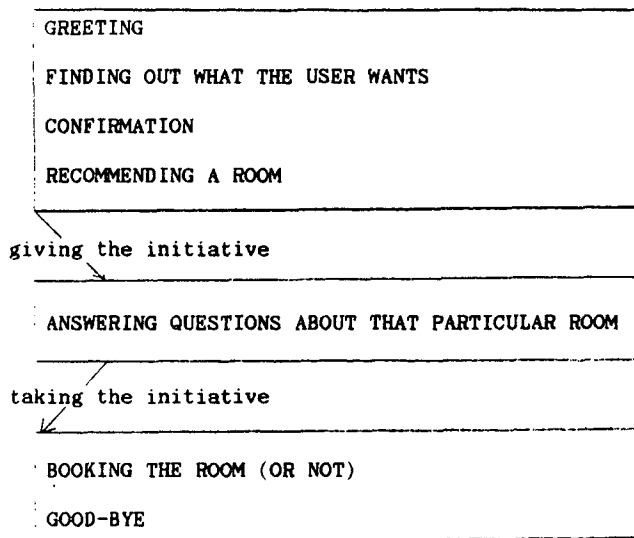 GREETING
FINDING OUT WHAT THE USER WANTS
CONFIRMATION
RECOMMENDING A ROOM
giving the initiative
ANSWERING QUESTIONS ABOUT THAT PARTICULAR ROOM
taking the initiative
BOOKING THE ROOM (OR NOT)
GOOD-BYE